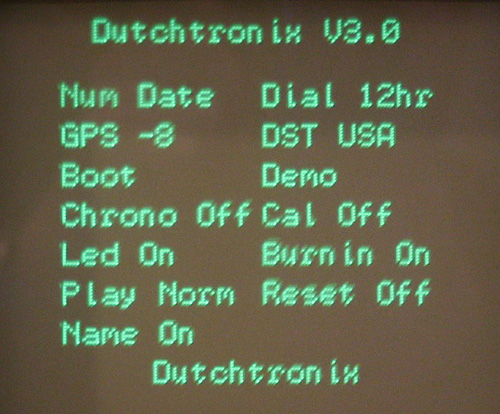 Dutchtronix V3.0
Num Date Dial 12hr
GPS -8 DST USA
Boot Demo
Chrono Off Cal Off
Led On Burnin On
Play Norm Reset Off
Name On
Dutchtronix